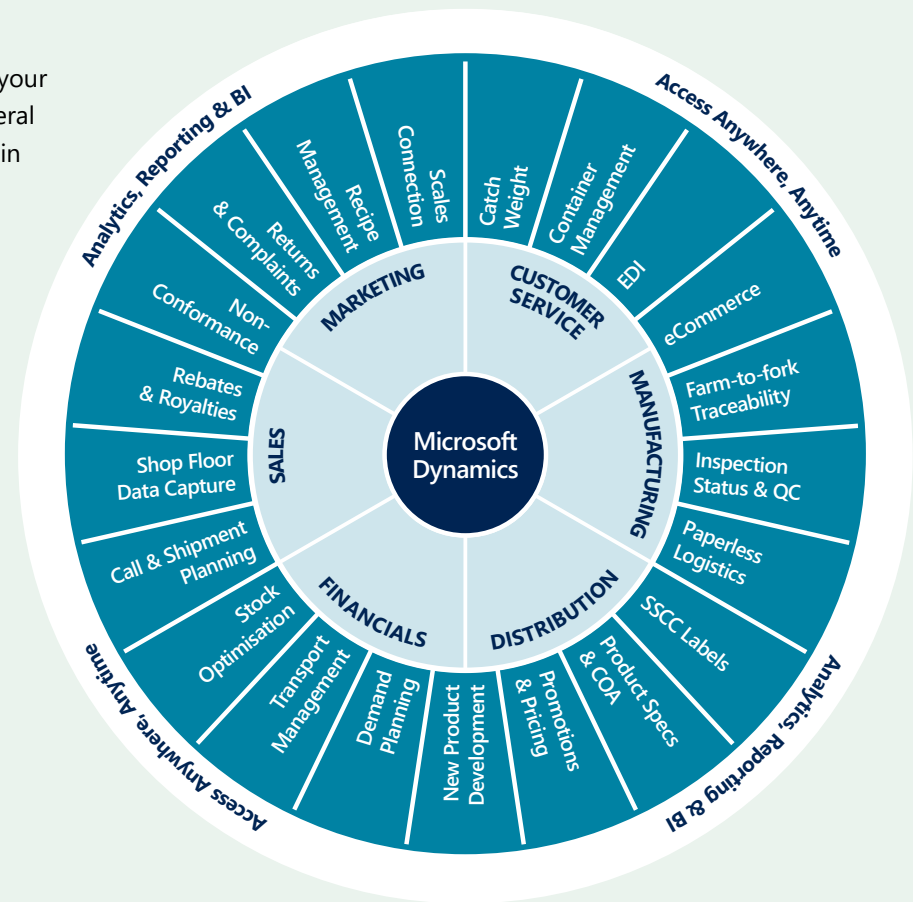 your
eral
in
Analytics, Reporting & BI
Access Anywhere, Anytime
Analytics, Reporting & BI
Access Anywhere, Anytime
Catch
Weight
Container
Management
EDI
eCommerce
Farm-to-fork
Traceability
Inspection
Status & QC
Paperless
Logistics
SSCC Labels
Product Specs
& COA
Promotions
& Pricing
New Product
Development
Demand
Planning
Transport
Management
Stock
Optimisation
Call & Shipment
Planning
Shop Floor
Data Capture
Rebates
& Royalties
Non-
Conformance
Returns
& Complaints
Recipe
Management
Scales
Connection
MARKETING
CUSTOMER
SERVICE
MANUFACTURING
DISTRIBUTION
FINANCIALS
SALES
Microsoft
Dynamics